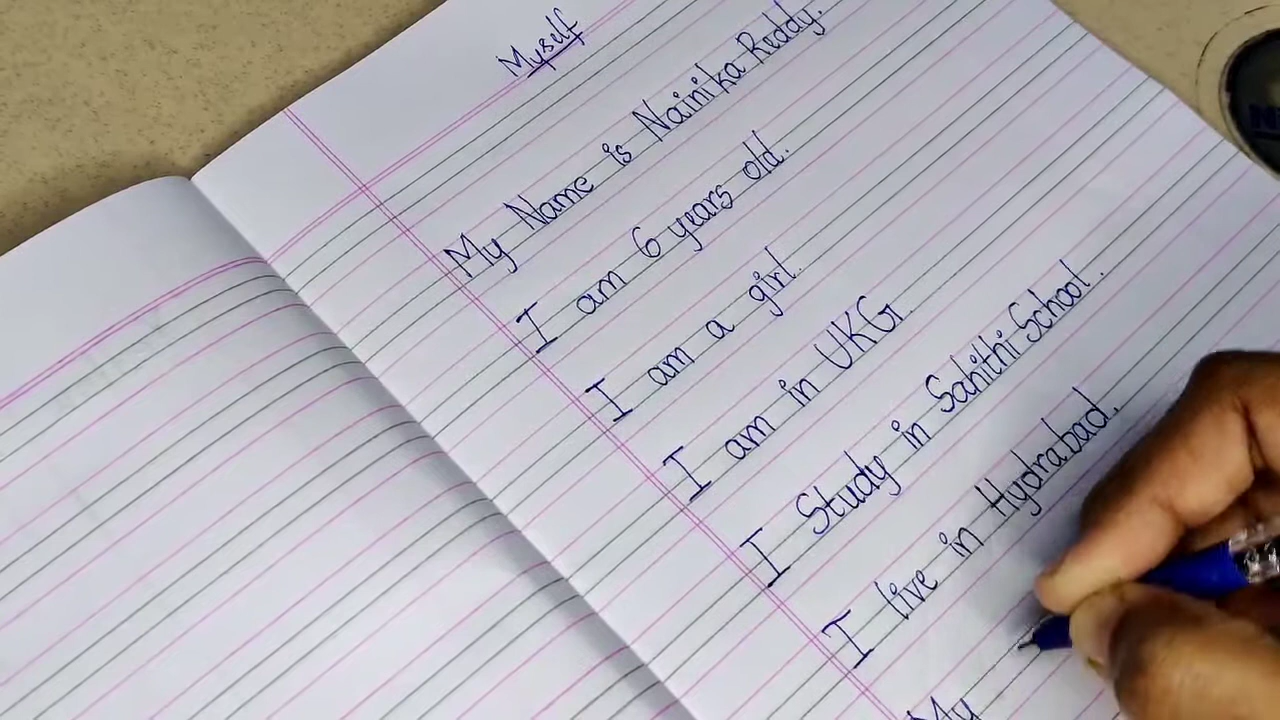 Myself
My Name is Nainika Reddy.
I am 6 years old.
I am a girl.
I am in UKG.
I Study in Sahithi School.
I live in Hydrabad.
My